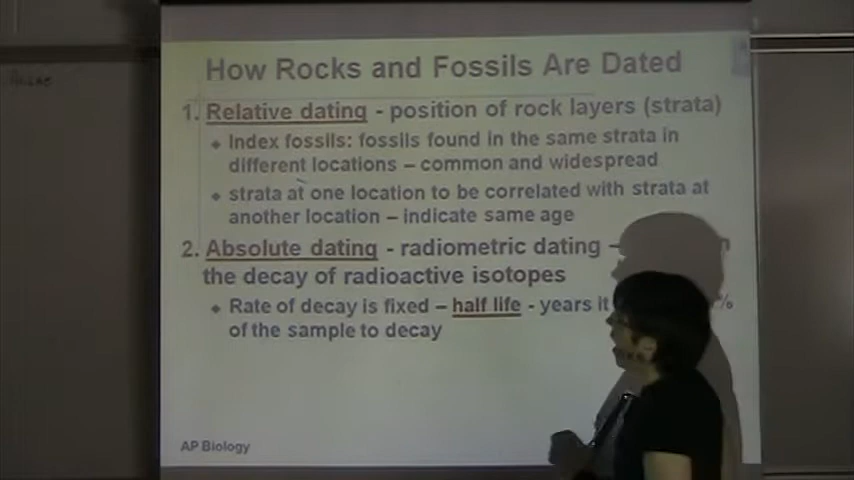 How Rocks and Fossils Are Dated
1. Relative dating - position of rock layers (strata)
◆ Index fossils: fossils found in the same strata in
different locations – common and widespread
◆ strata at one location to be correlated with strata at
another location – indicate same age
2. Absolute dating - radiometric dating –
the decay of radioactive isotopes
◆ Rate of decay is fixed – half life - years it %
of the sample to decay
AP Biology